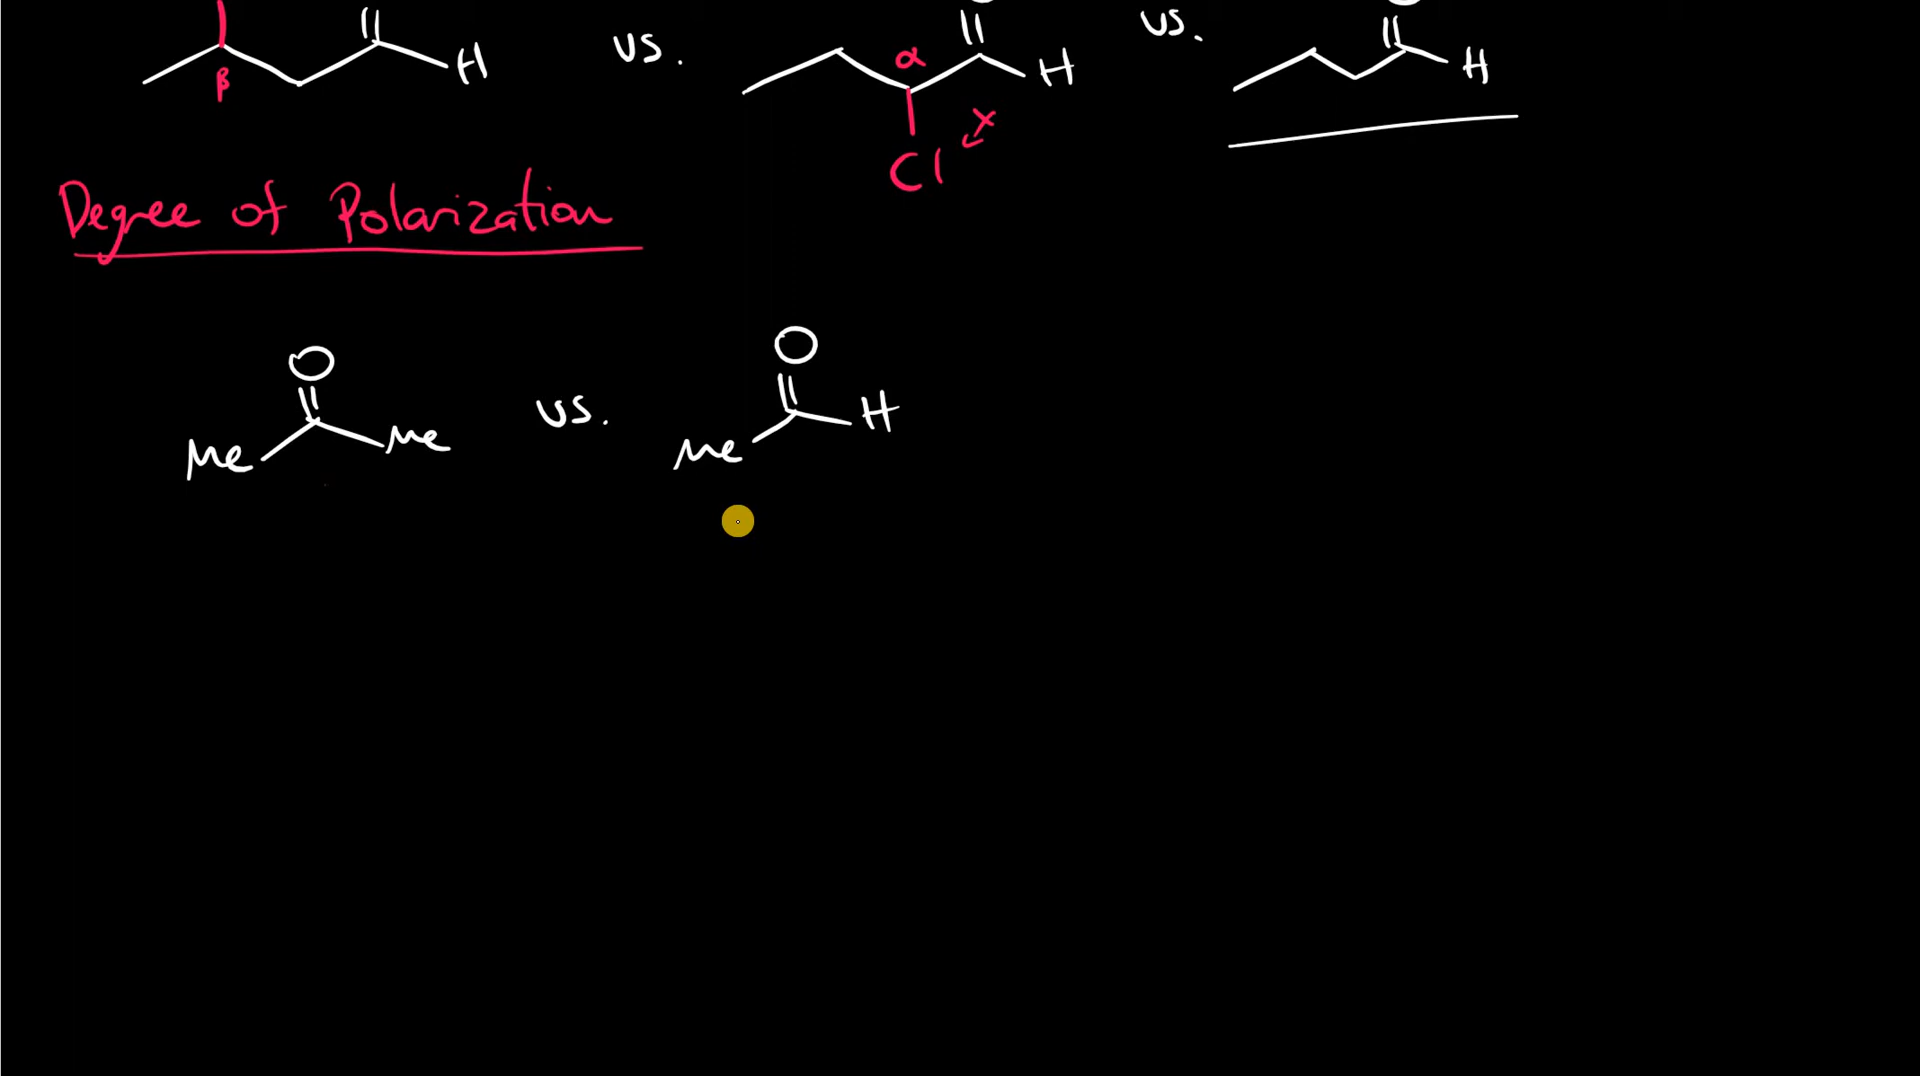 H vs. α H vs. H
β
Cl
Degree of Polarization
O O
Me Me vs. Me H